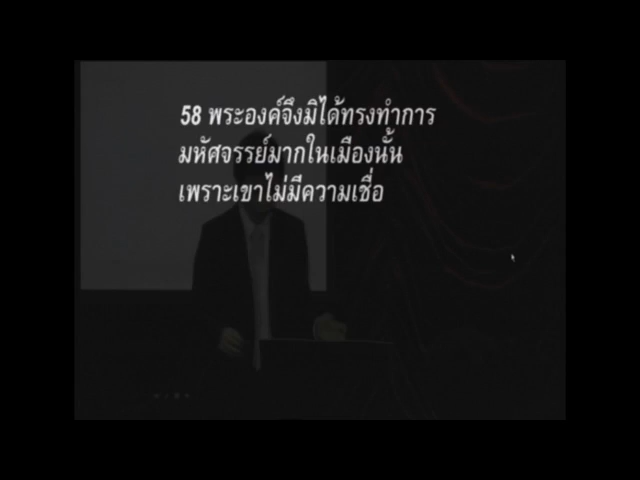 58 พระองค์จึงมิได้ทรงทำการ
มหัศจรรย์มากในเมืองนั้น
เพราะเขาไม่มีความเชื่อ